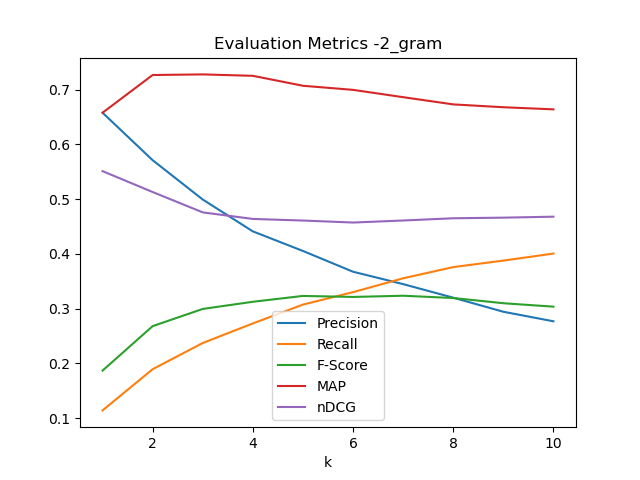 Evaluation Metrics -2_gram
0.7
0.6
0.5
0.4
0.3
0.2
0.1
Precision
Recall
F-Score
MAP
nDCG
2 4 6 8 10
k